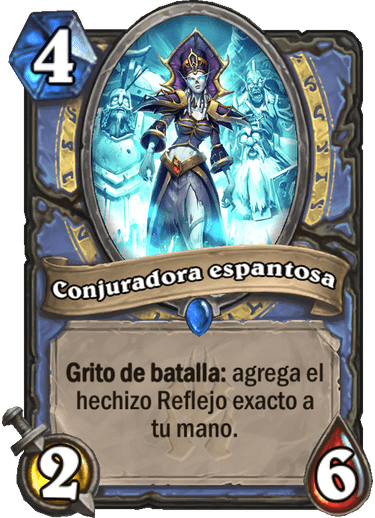 4
Conjuradora espantosa
Grito de batalla: agrega el
hechizo Reflejo exacto a
tu mano.
2
6